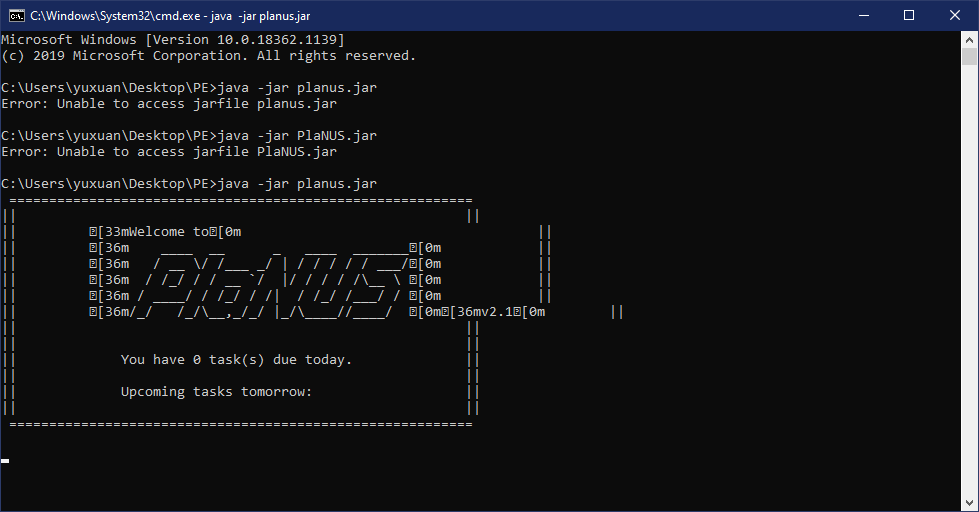 C:\Windows\System32\cmd.exe - java -jar planus.jar
Microsoft Windows [Version 10.0.18362.1139]
(c) 2019 Microsoft Corporation. All rights reserved.
C:\Users\yuxuan\Desktop\PE>java -jar planus.jar
Error: Unable to access jarfile planus.jar
C:\Users\yuxuan\Desktop\PE>java -jar PlaNUS.jar
Error: Unable to access jarfile PlaNUS.jar
C:\Users\yuxuan\Desktop\PE>java -jar planus.jar
==========================================================
||                                                        ||
||         ⍰[33mWelcome to⍰[0m                                     ||
||         ⍰[36m    ____  __      _   ____  _______⍰[0m            ||
||         ⍰[36m   / __ \/ /___ _/ | / / / / / ___/⍰[0m            ||
||         ⍰[36m  / /_/ / / __ `/  |/ / / / /\__ \ ⍰[0m            ||
||         ⍰[36m / ____/ / /_/ / /|  / /_/ /___/ / ⍰[0m            ||
||         ⍰[36m/_/   /_/\__,_/_/ |_/\____//____/  ⍰[0m⍰[36mv2.1⍰[0m        ||
||                                                        ||
||                                                        ||
||             You have 0 task(s) due today.              ||
||                                                        ||
||             Upcoming tasks tomorrow:                   ||
||                                                        ||
==========================================================